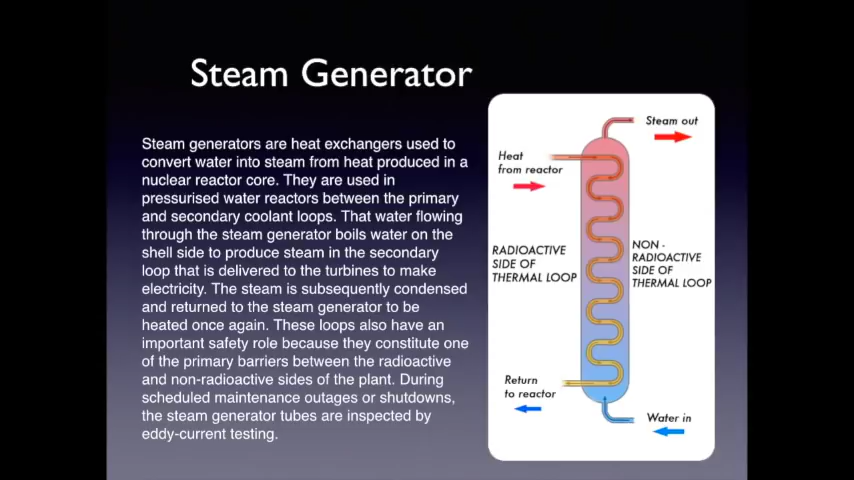 Steam Generator
Steam generators are heat exchangers used to
convert water into steam from heat produced in a
nuclear reactor core. They are used in
pressurised water reactors between the primary
and secondary coolant loops. That water flowing
through the steam generator boils water on the
shell side to produce steam in the secondary
loop that is delivered to the turbines to make
electricity. The steam is subsequently condensed
and returned to the steam generator to be
heated once again. These loops also have an
important safety role because they constitute one
of the primary barriers between the radioactive
and non-radioactive sides of the plant. During
scheduled maintenance outages or shutdowns,
the steam generator tubes are inspected by
eddy-current testing.
Steam out
Heat
from reactor
RADIOACTIVE
SIDE OF
THERMAL LOOP
NON -
RADIOACTIVE
SIDE OF
THERMAL LOOP
Return
to reactor
Water in